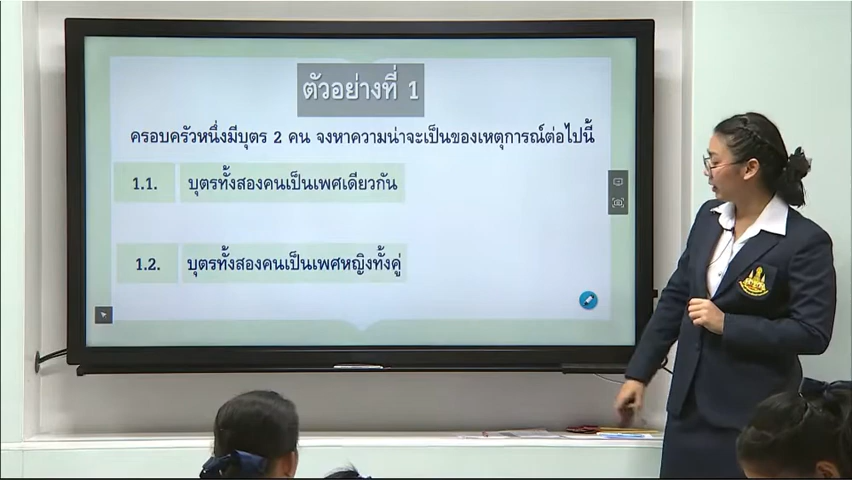 ตัวอย่างที่ 1
ครอบครัวหนึ่งมีบุตร 2 คน จงหาความน่าจะเป็นของเหตุการณ์ต่อไปนี้
1.1. บุตรทั้งสองคนเป็นเพศเดียวกัน
1.2. บุตรทั้งสองคนเป็นเพศหญิงทั้งคู่